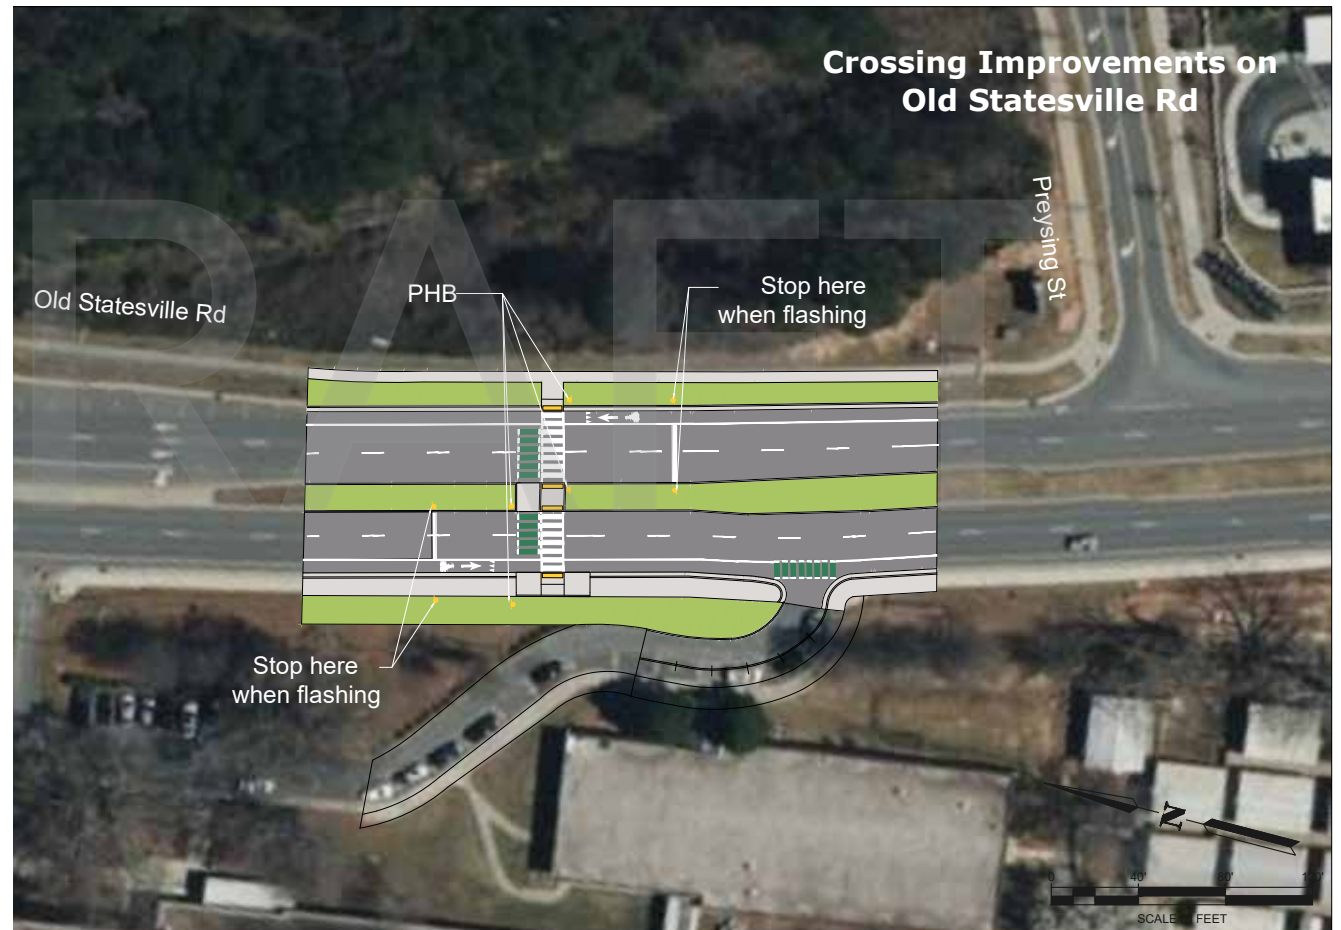 Crossing Improvements on
Old Statesville Rd
Preysing St
RAFT
Old Statesville Rd
PHB
Stop here
when flashing
Stop here
when flashing
N
0 40' 80'
SCALE FEET